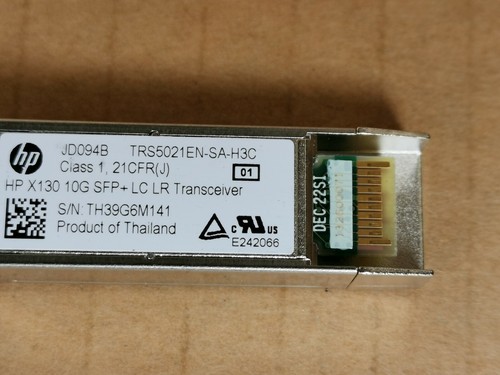 hp
JD094B TRS5021EN-SA-H3C
Class 1, 21CFR(J) 01
HP X130 10G SFP+ LC LR Transceiver
S/N: TH39G6M141
Product of Thailand
c RU us
E242066
DEC 22SI